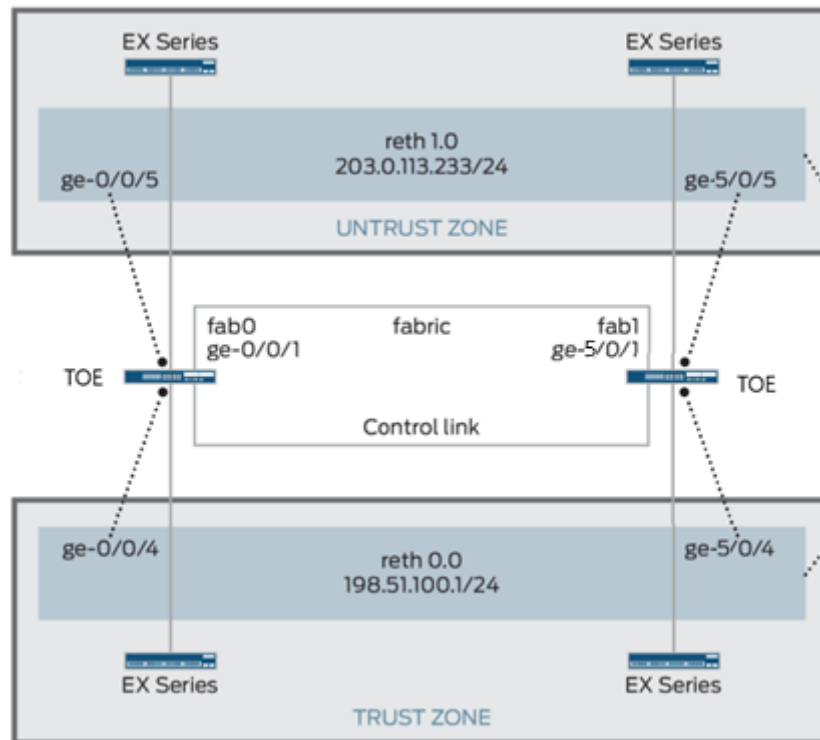 EX Series
EX Series
reth 1.0
203.0.113.233/24
ge-0/0/5
ge-5/0/5
UNTRUST ZONE
fab0
fabric
fab1
ge-0/0/1
ge-5/0/1
TOE
TOE
Control link
ge-0/0/4
ge-5/0/4
reth 0.0
198.51.100.1/24
EX Series
EX Series
TRUST ZONE